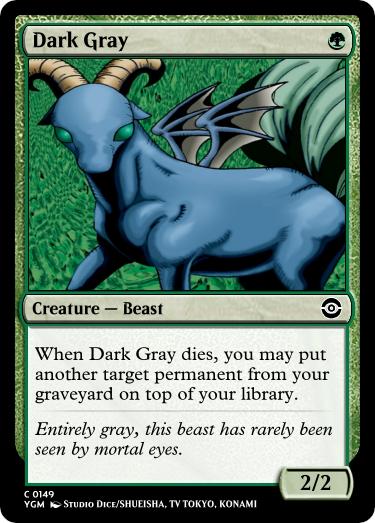 Dark Gray
Creature — Beast
When Dark Gray dies, you may put
another target permanent from your
graveyard on top of your library.
Entirely gray, this beast has rarely been
seen by mortal eyes.
2/2
C 0149
YGM Studio Dice/SHUEISHA, TV TOKYO, KONAMI